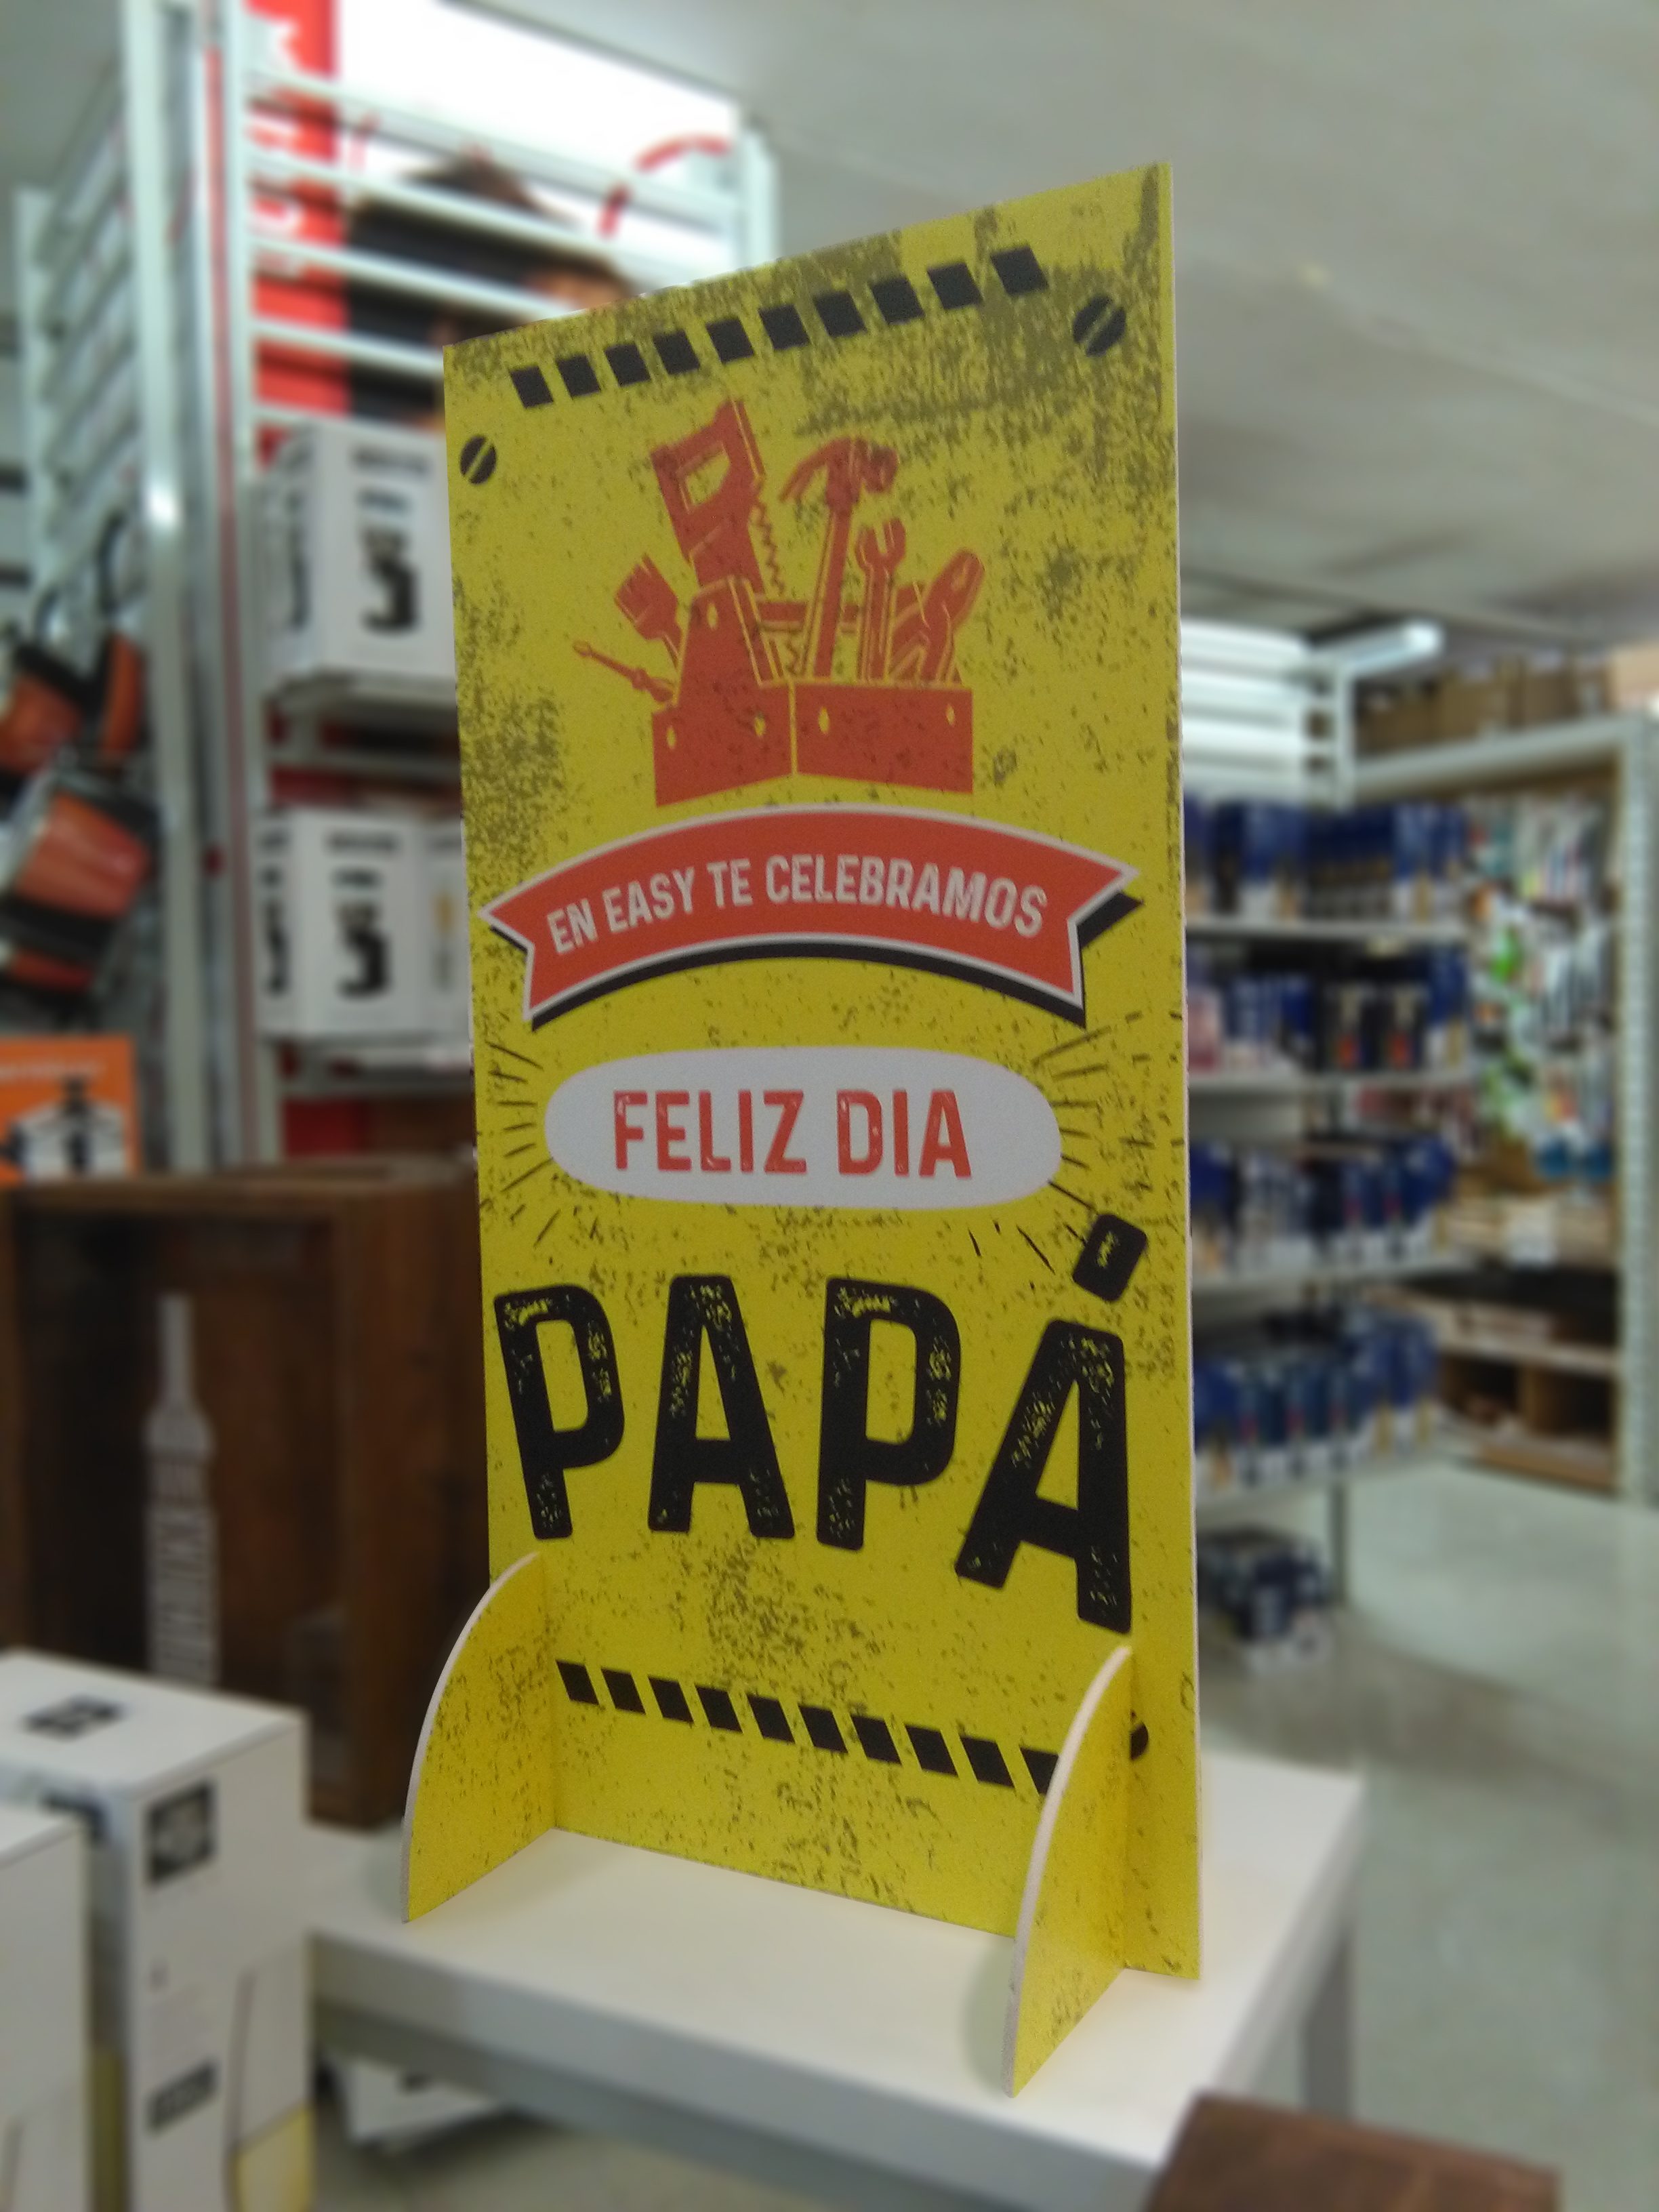 EN EASY TE CELEBRAMOS
FELIZ DIA
PAPÁ